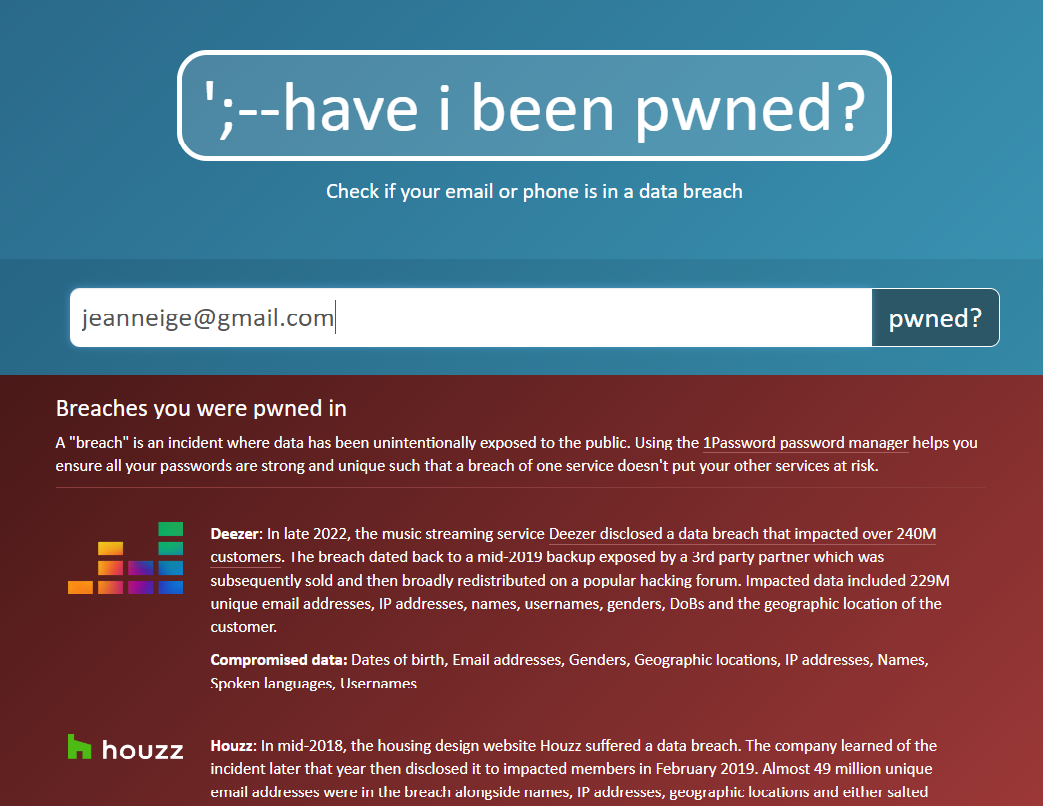 ';--have i been pwned?
Check if your email or phone is in a data breach
jeanneige@gmail.com
pwned?
Breaches you were pwned in
A "breach" is an incident where data has been unintentionally exposed to the public. Using the 1Password password manager helps you
ensure all your passwords are strong and unique such that a breach of one service doesn't put your other services at risk.
Deezer: In late 2022, the music streaming service Deezer disclosed a data breach that impacted over 240M
customers. The breach dated back to a mid-2019 backup exposed by a 3rd party partner which was
subsequently sold and then broadly redistributed on a popular hacking forum. Impacted data included 229M
unique email addresses, IP addresses, names, usernames, genders, DoBs and the geographic location of the
customer.
Compromised data: Dates of birth, Email addresses, Genders, Geographic locations, IP addresses, Names,
Spoken languages, Usernames
houzz
Houzz: In mid-2018, the housing design website Houzz suffered a data breach. The company learned of the
incident later that year then disclosed it to impacted members in February 2019. Almost 49 million unique
email addresses were in the breach alongside names, IP addresses, geographic locations and either salted